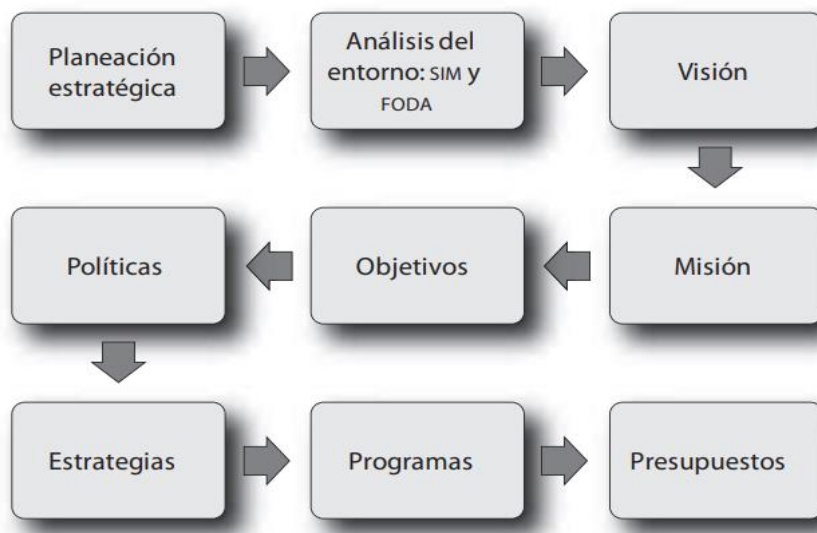 Planeación
estratégica
Análisis del
entorno: SIM y
FODA
Visión
Políticas
Objetivos
Misión
Estrategias
Programas
Presupuestos